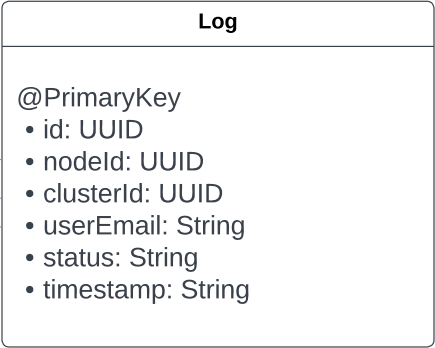 Log
@PrimaryKey
• id: UUID
• nodeId: UUID
• clusterId: UUID
• userEmail: String
• status: String
• timestamp: String